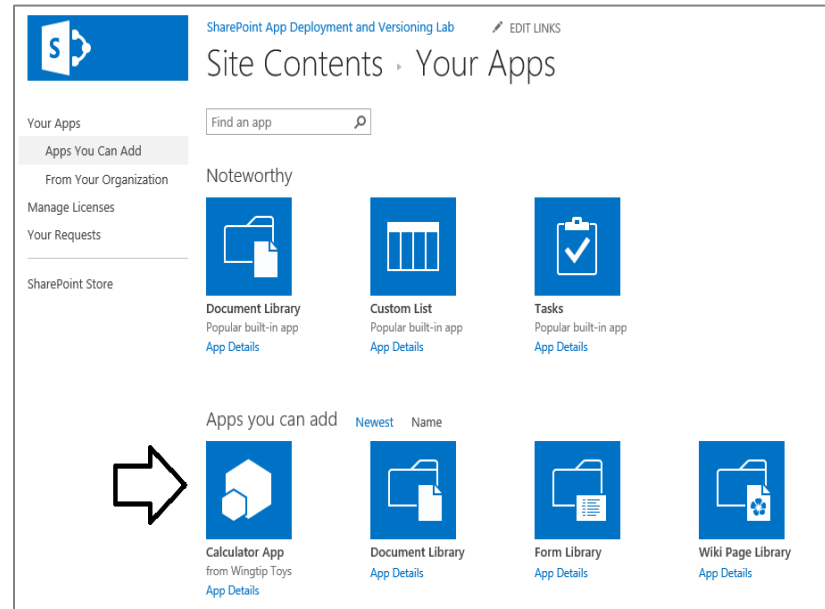 S
SharePoint App Deployment and Versioning Lab EDIT LINKS
Site Contents › Your Apps
Your Apps
Apps You Can Add
From Your Organization
Manage Licenses
Your Requests
SharePoint Store
Find an app
Noteworthy
Document Library
Popular built-in app
App Details
Custom List
Popular built-in app
App Details
Tasks
Popular built-in app
App Details
Apps you can add Newest Name
Calculator App
from Wingtip Toys
App Details
Document Library
App Details
Form Library
App Details
Wiki Page Library
App Details